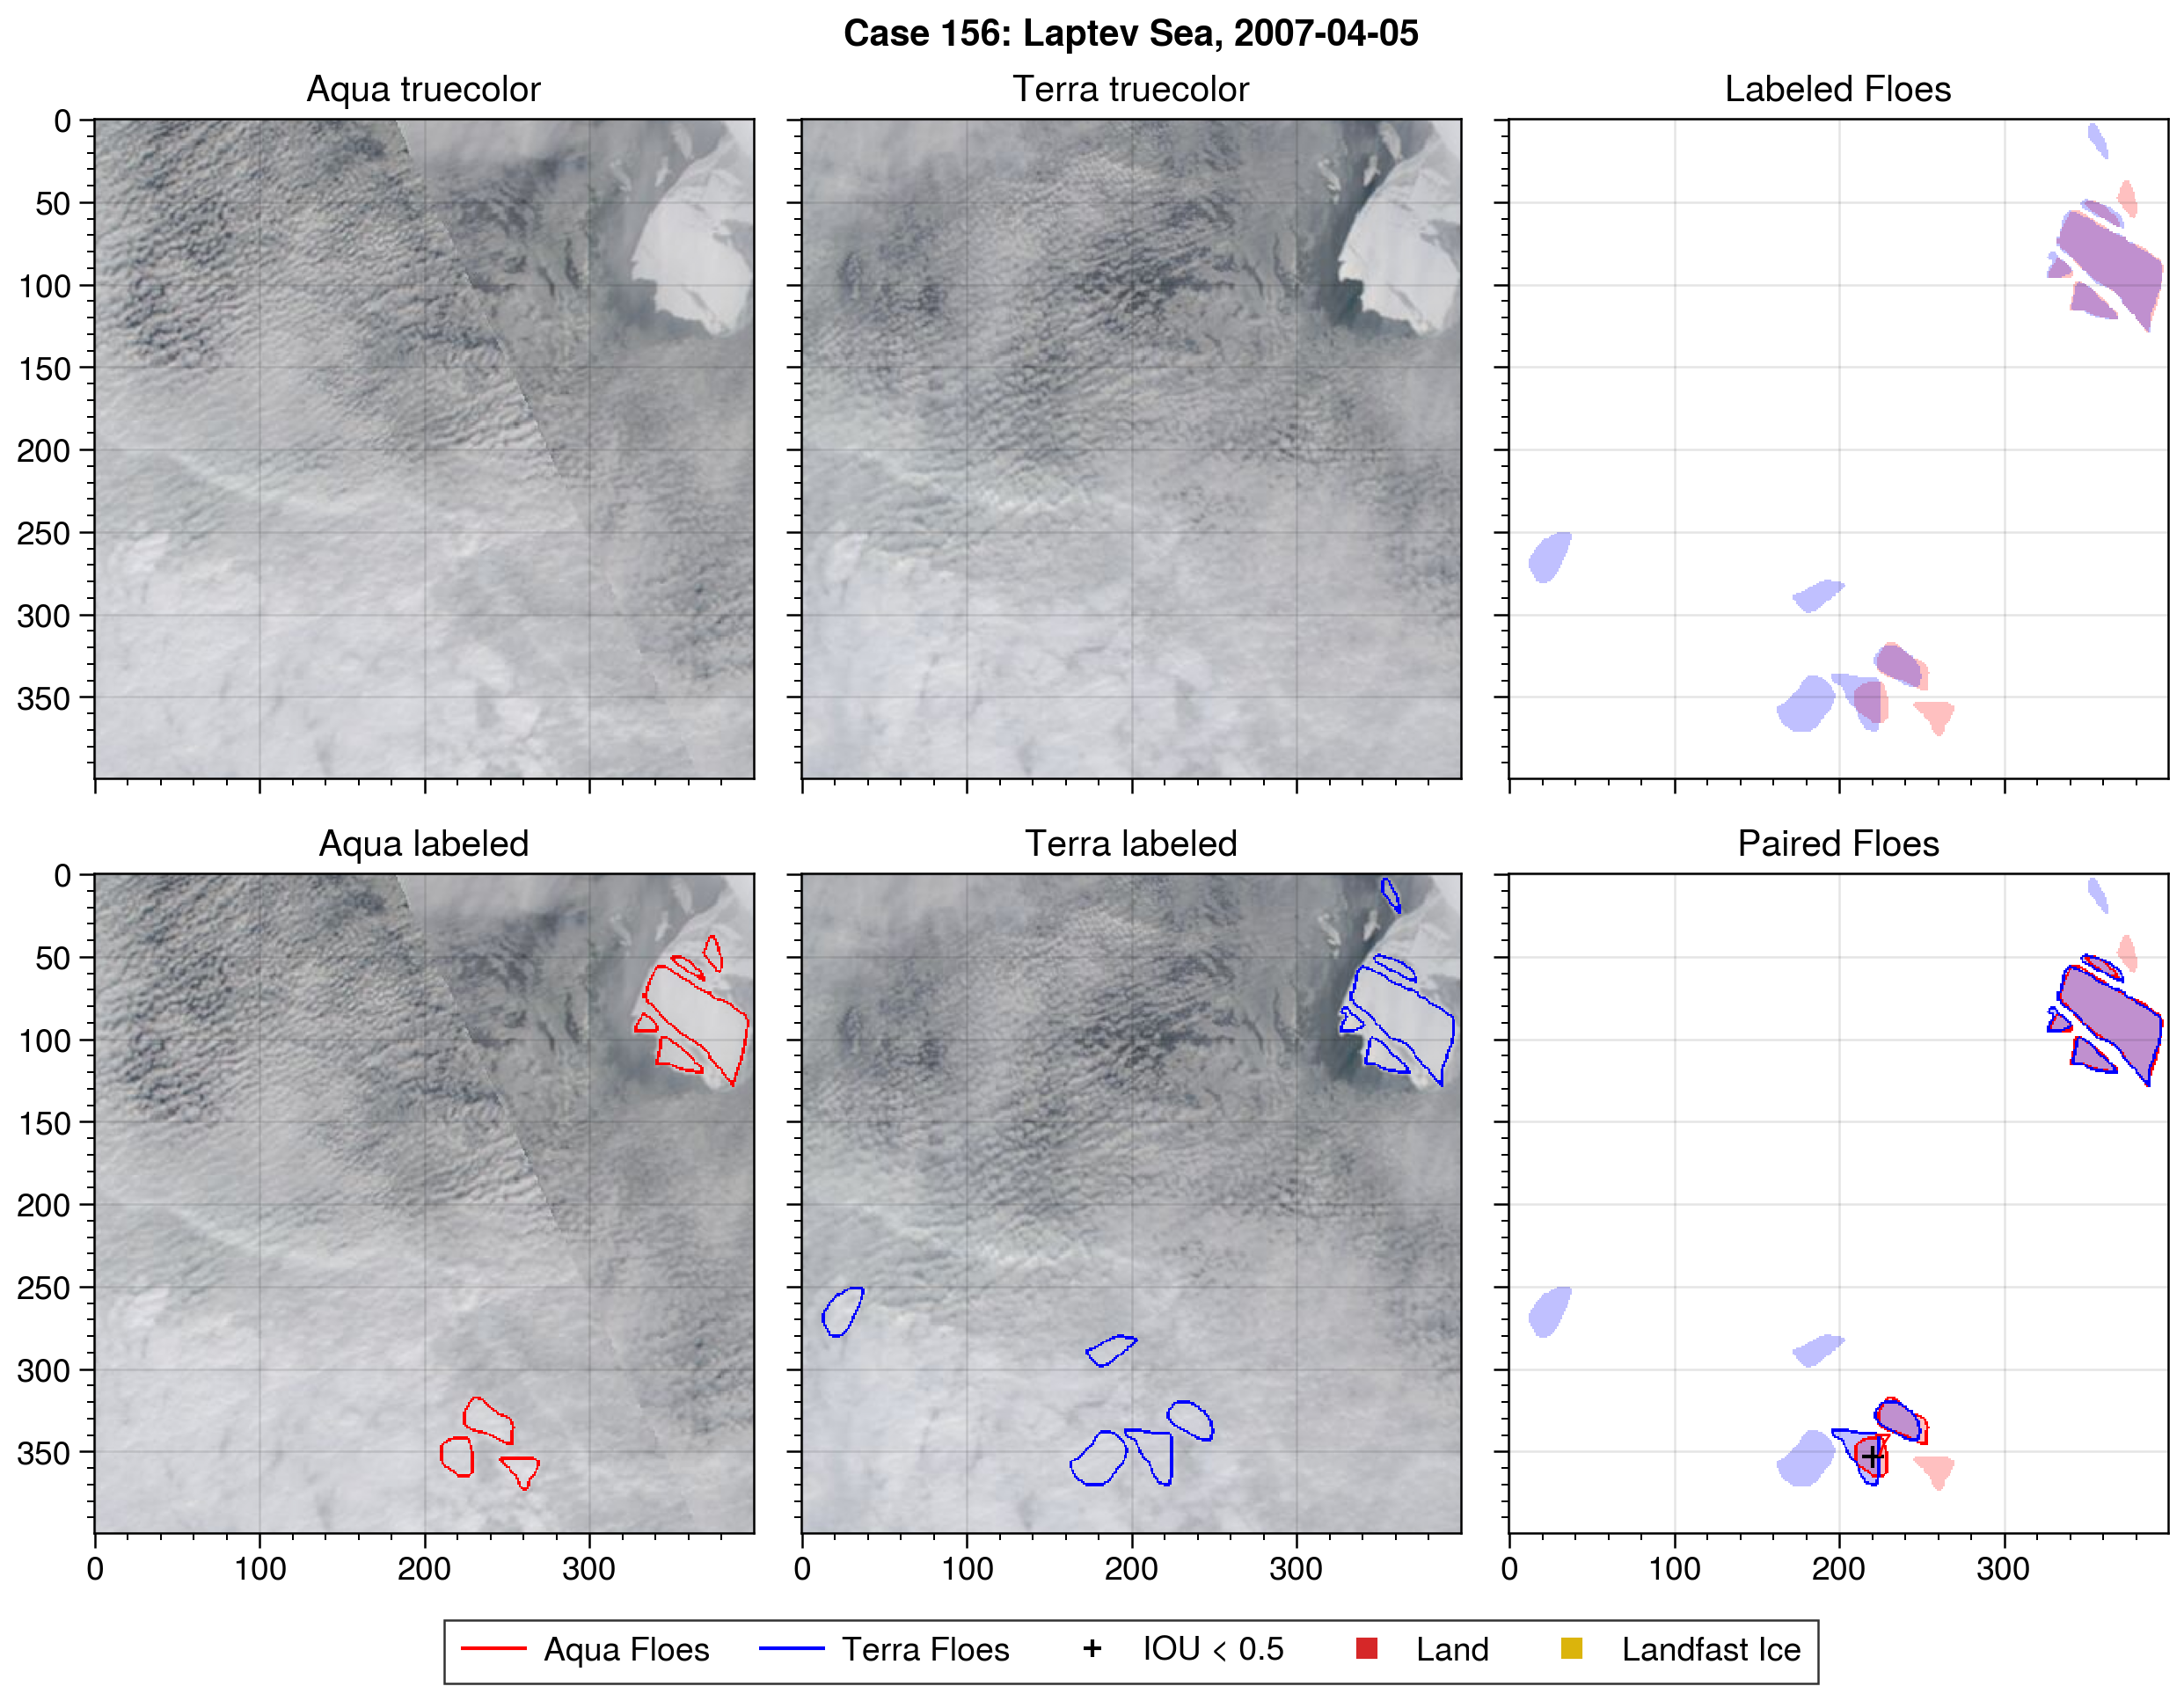 Case 156: Laptev Sea, 2007-04-05
Aqua truecolor
Terra truecolor
Labeled Floes
0
50
100
150
200
250
300
350
Aqua labeled
Terra labeled
Paired Floes
0
50
100
150
200
250
300
350
0 100 200 300
0 100 200 300
0 100 200 300
Aqua Floes
Terra Floes
IOU < 0.5
Land
Landfast Ice